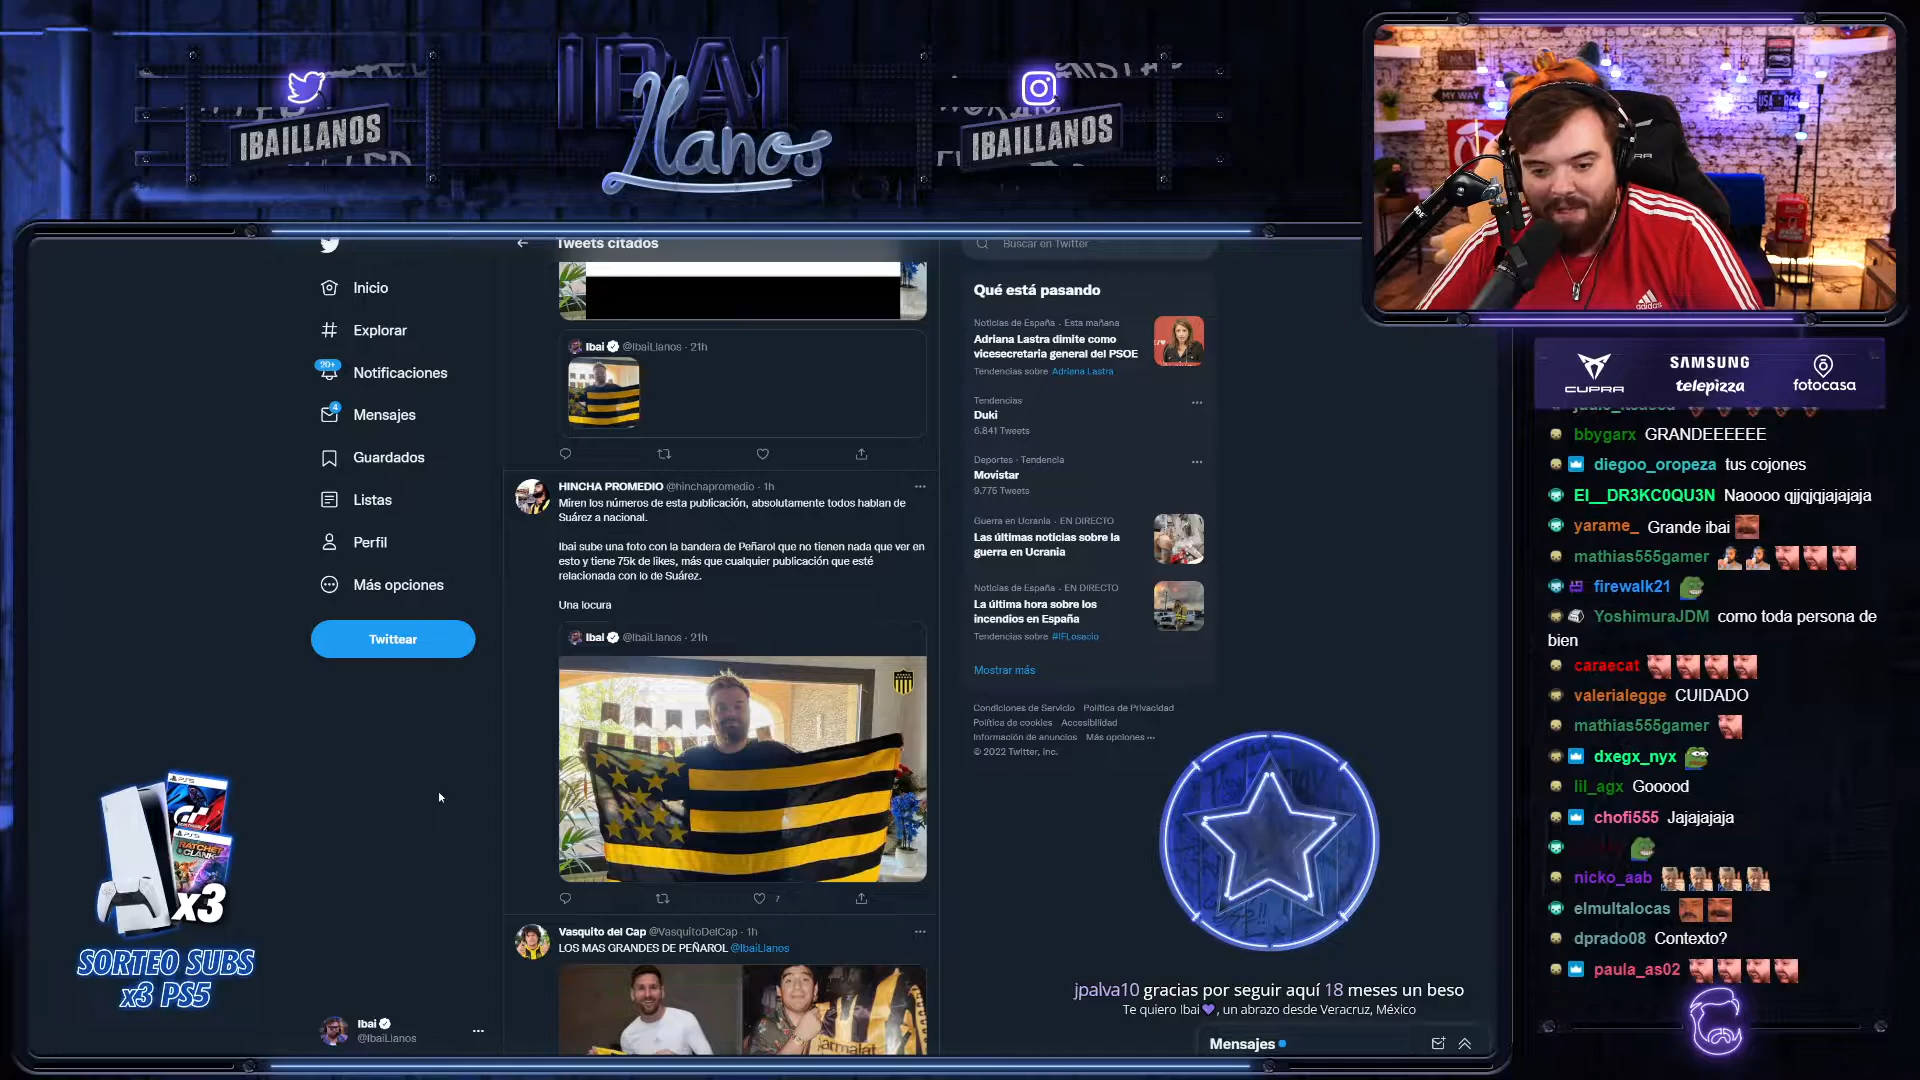 IBAILLANOS
IBAI
Llanos
IBAILLANOS
MY WAY
adidas
Tweets citados
Buscar en Twitter
Inicio
Explorar
20+
Notificaciones
4
Mensajes
Guardados
Listas
Perfil
Más opciones
Twittear
Ibai @IbaiLlanos · 21h
HINCHA PROMEDIO @hinchapromedio · 1h
Miren los números de esta publicación, absolutamente todos hablan de
Suárez a nacional.
Ibai sube una foto con la bandera de Peñarol que no tienen nada que ver en
esto y tiene 75k de likes, más que cualquier publicación que esté
relacionada con lo de Suárez.
Una locura
Ibai @IbaiLlanos · 21h
7
Vasquito del Cap @VasquitoDelCap · 1h
LOS MAS GRANDES DE PEÑAROL @IbaiLlanos
Qué está pasando
Noticias de España · Esta mañana
Adriana Lastra dimite como
vicesecretaria general del PSOE
Tendencias sobre Adriana Lastra
Tendencias
Duki
6.841 Tweets
Deportes · Tendencia
Movistar
9.775 Tweets
Guerra en Ucrania · EN DIRECTO
Las últimas noticias sobre la
guerra en Ucrania
Noticias de España · EN DIRECTO
La última hora sobre los
incendios en España
Tendencias sobre #IFLosacio
Mostrar más
Condiciones de Servicio Política de Privacidad
Política de cookies Accesibilidad
Información de anuncios Más opciones ···
© 2022 Twitter, Inc.
PS5
PS5
RATCHET
CLANK
x3
SORTEO SUBS
x3 PS5
Ibai
@IbaiLlanos
jpalva10 gracias por seguir aquí 18 meses un beso
Te quiero Ibai💜, un abrazo desde Veracruz, México
Mensajes
CUPRA
SAMSUNG
telepizza
fotocasa
bbygarx GRANDEEEEEE
diegoo_oropeza tus cojones
El__DR3KC0QU3N Naoooo qjjqjqjajajaja
yarame_ Grande ibai
mathias555gamer
firewalk21
YoshimuraJDM como toda persona de
bien
caraecat
valerialegge CUIDADO
mathias555gamer
dxegx_nyx
lil_agx Gooood
chofi555 Jajajajaja
nicko_aab
elmultalocas
dprado08 Contexto?
paula_as02